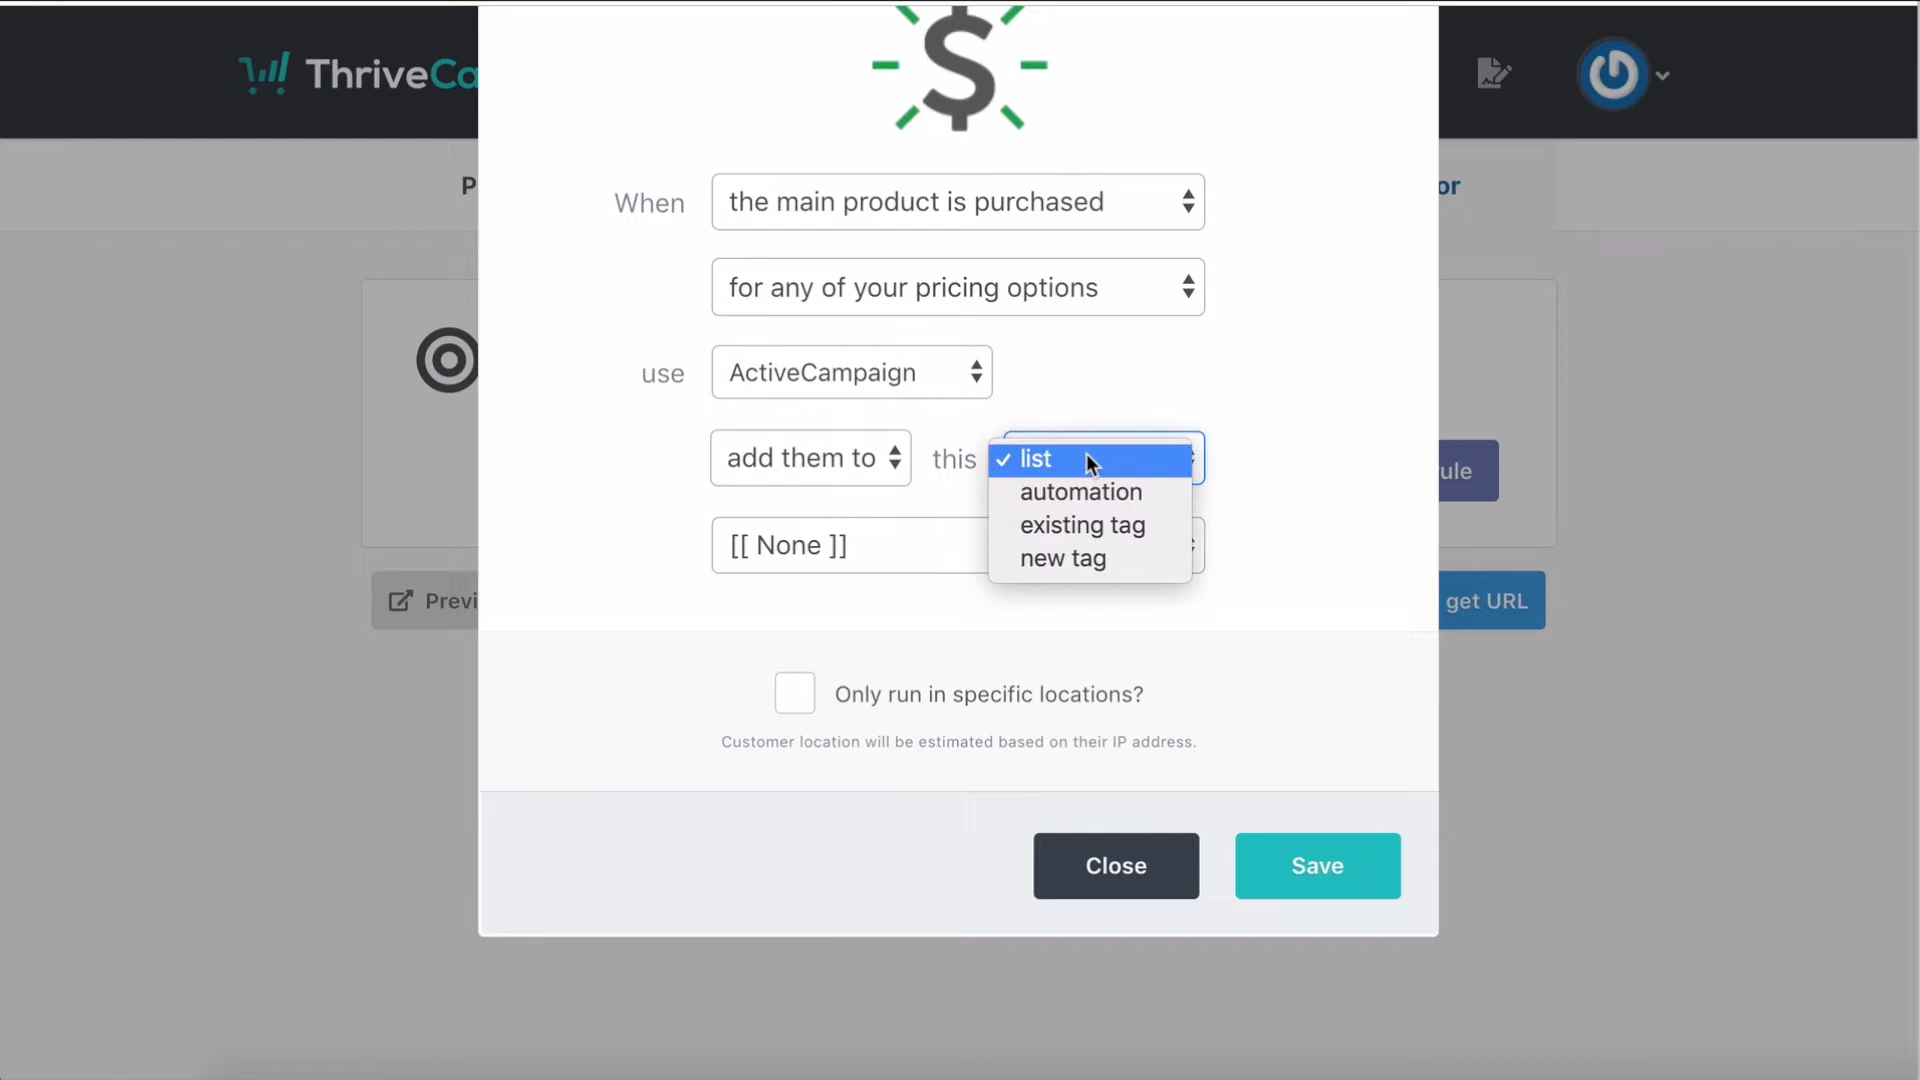 ThriveCa
P
or
When
the main product is purchased
for any of your pricing options
use
ActiveCampaign
add them to
this
list
automation
existing tag
new tag
[[ None ]]
ule
Previ
get URL
Only run in specific locations?
Customer location will be estimated based on their IP address.
Close
Save